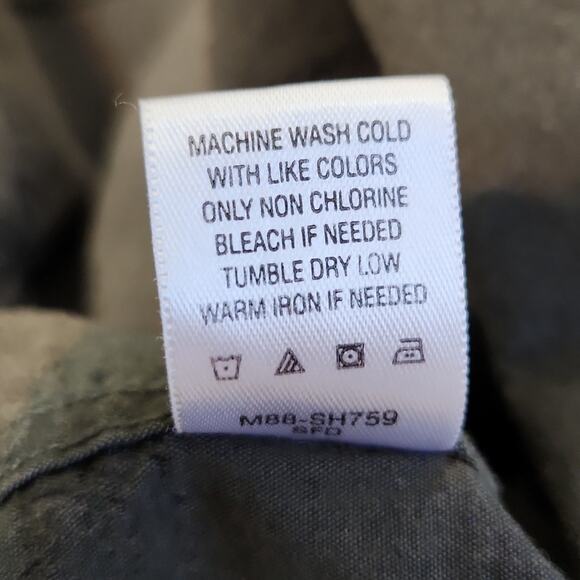 MACHINE WASH COLD
WITH LIKE COLORS
ONLY NON CHLORINE
BLEACH IF NEEDED
TUMBLE DRY LOW
WARM IRON IF NEEDED
M88-SH759
SFD